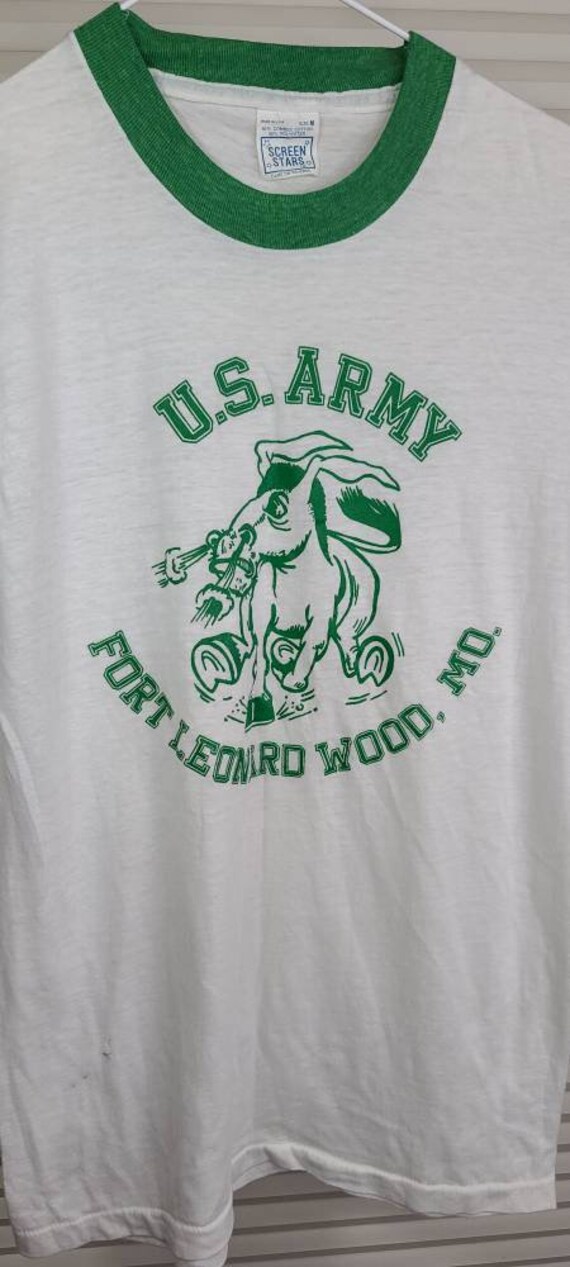 SCREEN
STARS
U.S. ARMY
FORT LEONARD WOOD, MO.